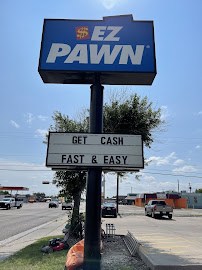 $EZ
PAWN
GET CASH
FAST & EASY